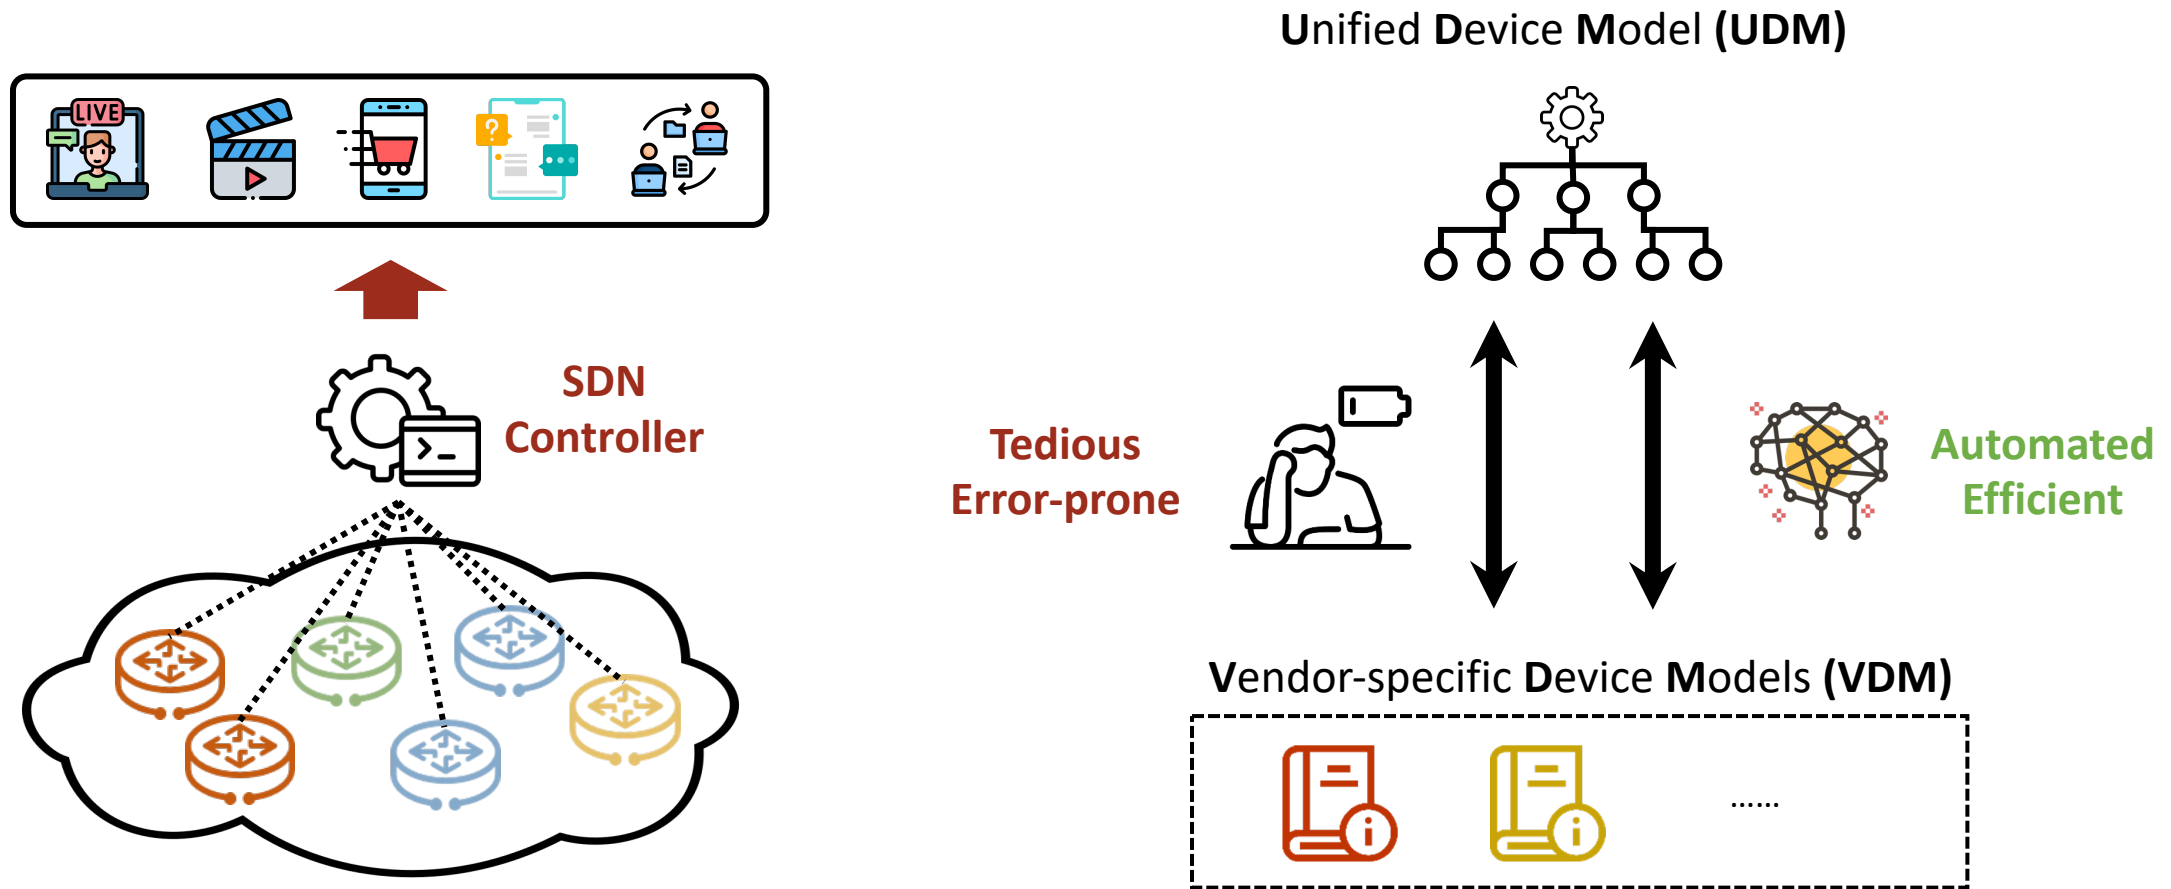 Unified Device Model (UDM)
LIVE
?
SDN
Controller
>_
Tedious
Error-prone
Automated
Efficient
Vendor-specific Device Models (VDM)
i
i
......